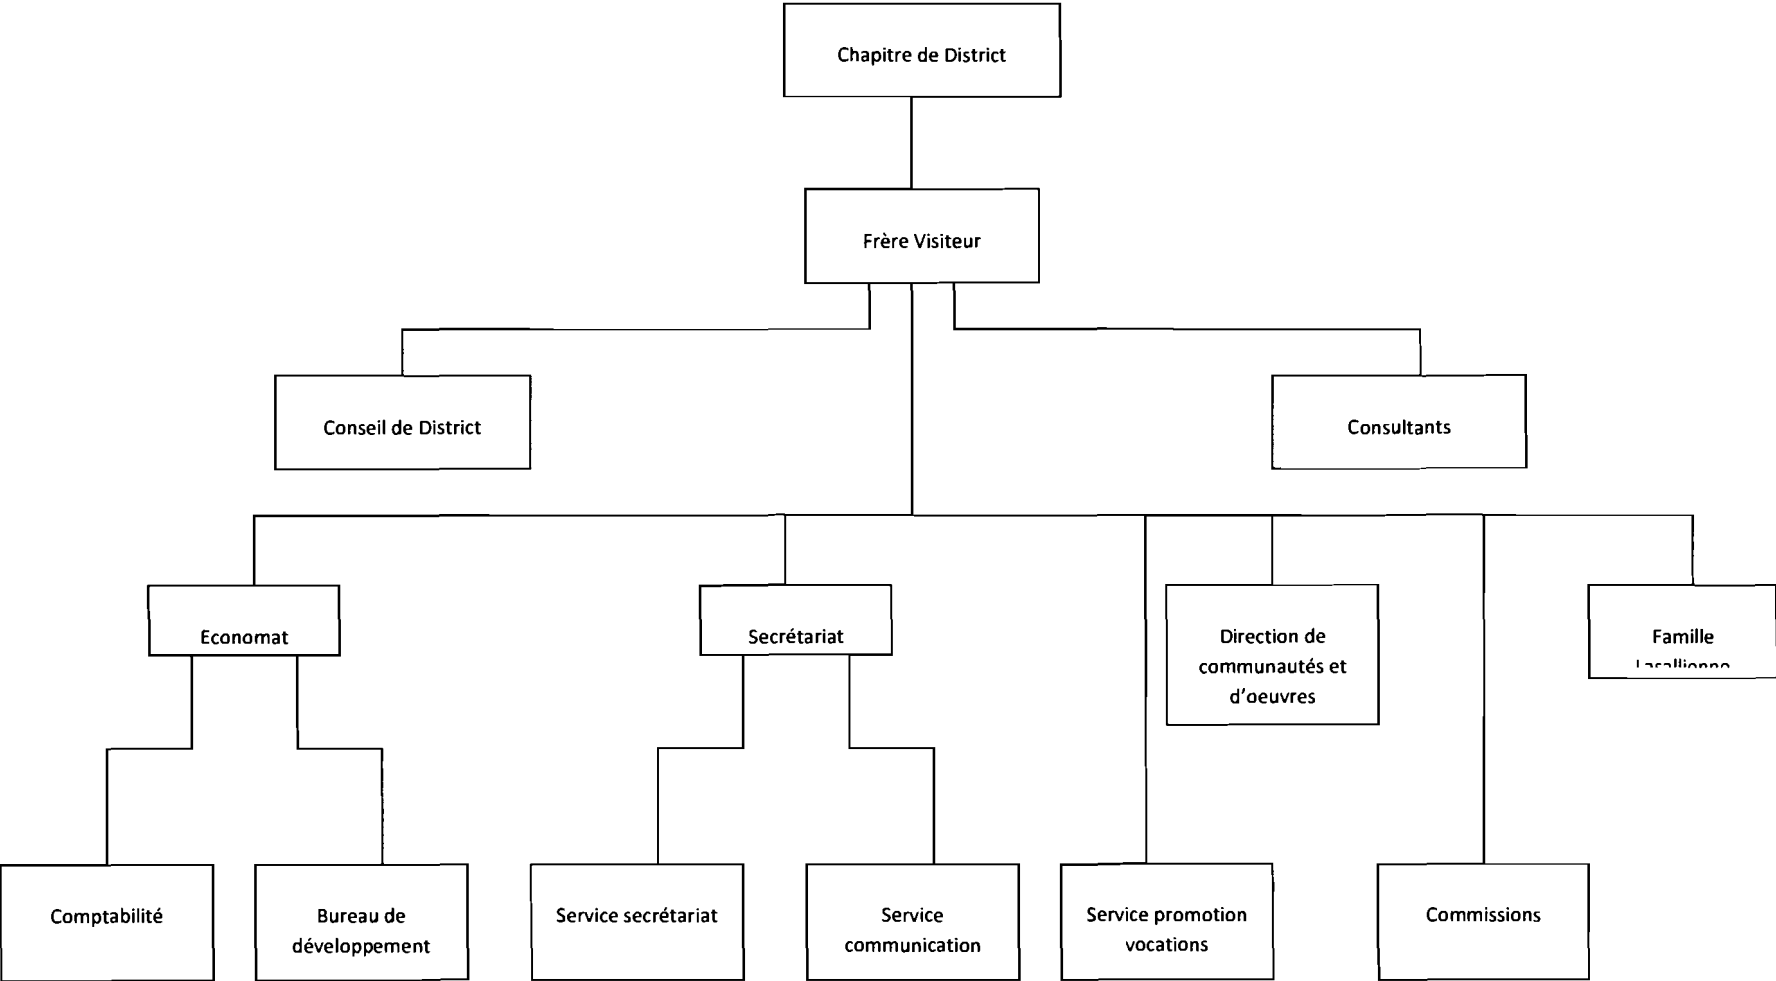 Chapitre de District
Frère Visiteur
Conseil de District
Consultants
Economat
Secrétariat
Direction de
communautés et
d'oeuvres
Famille
Comptabilité
Bureau de
développement
Service secrétariat
Service
communication
Service promotion
vocations
Commissions